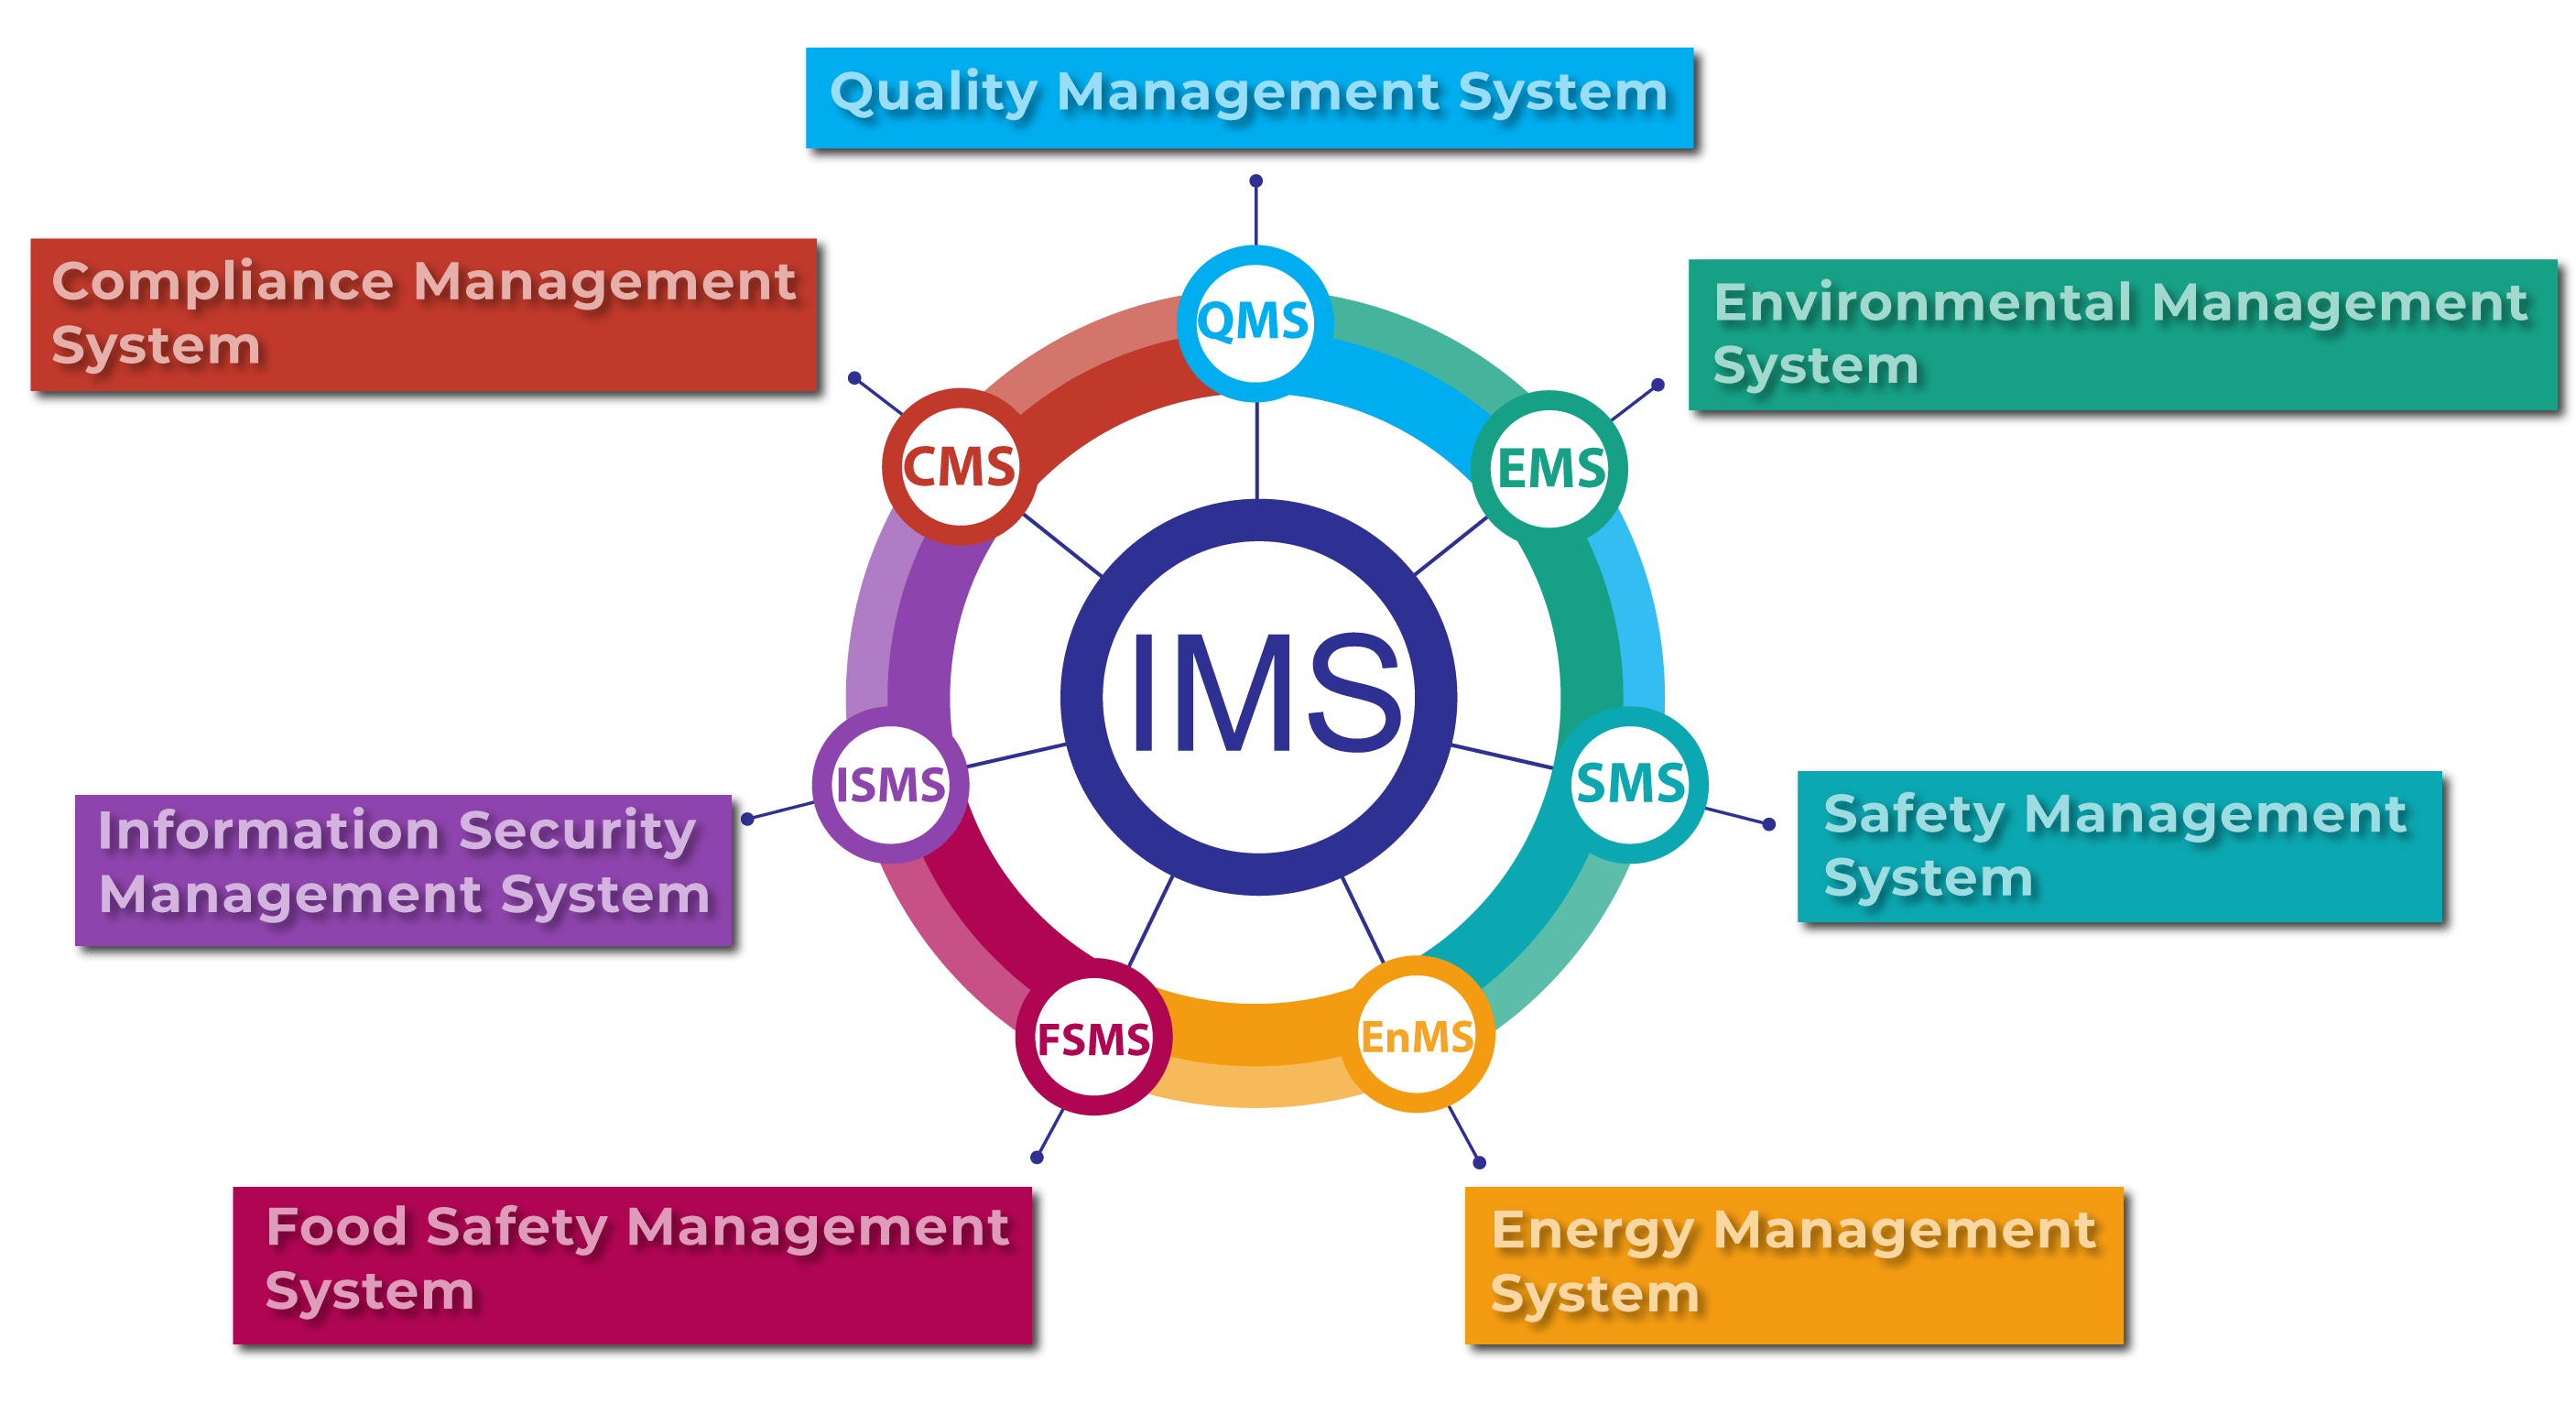 Quality Management System
Compliance Management
System
Environmental Management
System
QMS
CMS
EMS
IMS
ISMS
SMS
Information Security
Management System
Safety Management
System
FSMS
EnMS
Food Safety Management
System
Energy Management
System